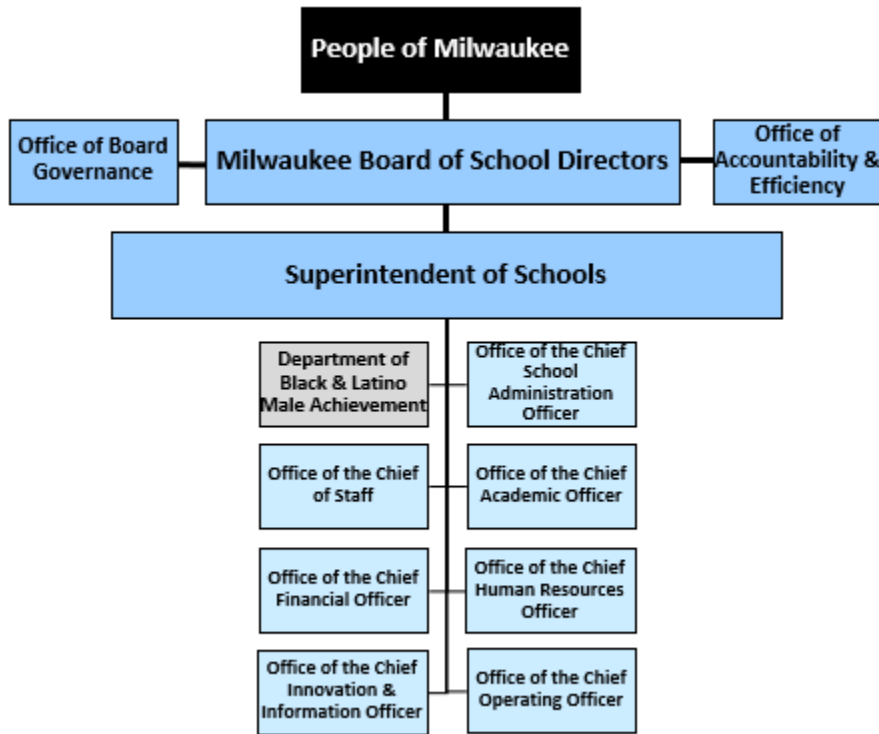 People of Milwaukee
Office of Board
Governance
Milwaukee Board of School Directors
Office of
Accountability &
Efficiency
Superintendent of Schools
Department of
Black & Latino
Male Achievement
Office of the Chief
School
Administration
Officer
Office of the Chief
of Staff
Office of the Chief
Academic Officer
Office of the Chief
Financial Officer
Office of the Chief
Human Resources
Officer
Office of the Chief
Innovation &
Information Officer
Office of the Chief
Operating Officer